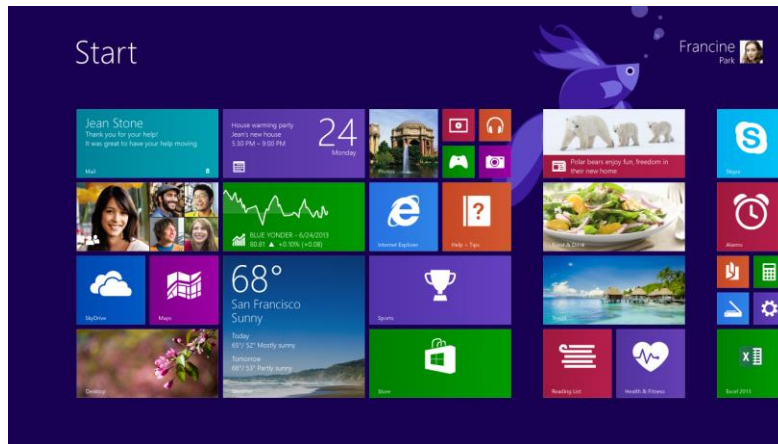 Start
Francine
Park
Jean Stone
Thank you for your help!
It was great to have your help moving
Mail
8
House warming party
Jean's new house
5:30 PM – 9:00 PM
24
Monday
Photos
Polar bears enjoy fun, freedom in
their new home
Skype
BLUE YONDER – 6/24/2013
80.81 ▲ +0.10% (+0.08)
Internet Explorer
Help + Tips
Food & Drink
Alarms
SkyDrive
Maps
68°
San Francisco
Sunny
Today
65°/ 52° Mostly sunny
Tomorrow
68°/ 53° Partly sunny
Weather
Sports
Travel
Desktop
Store
Reading List
Health & Fitness
Excel 2013